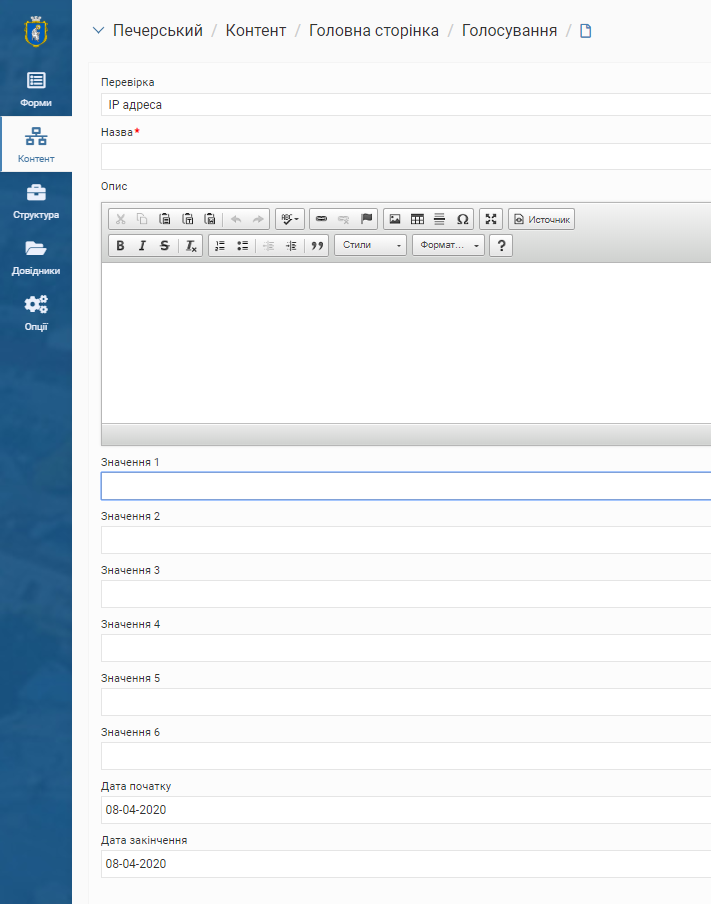 Печерський / Контент / Головна сторінка / Голосування /
Форми
Контент
Структура
Довідники
Опції
Перевірка
IP адреса
Назва*
Опис
ABC
Ω
Источник
B I S Tx
Стили
Формат...
?
Значення 1
Значення 2
Значення 3
Значення 4
Значення 5
Значення 6
Дата початку
08-04-2020
Дата закінчення
08-04-2020